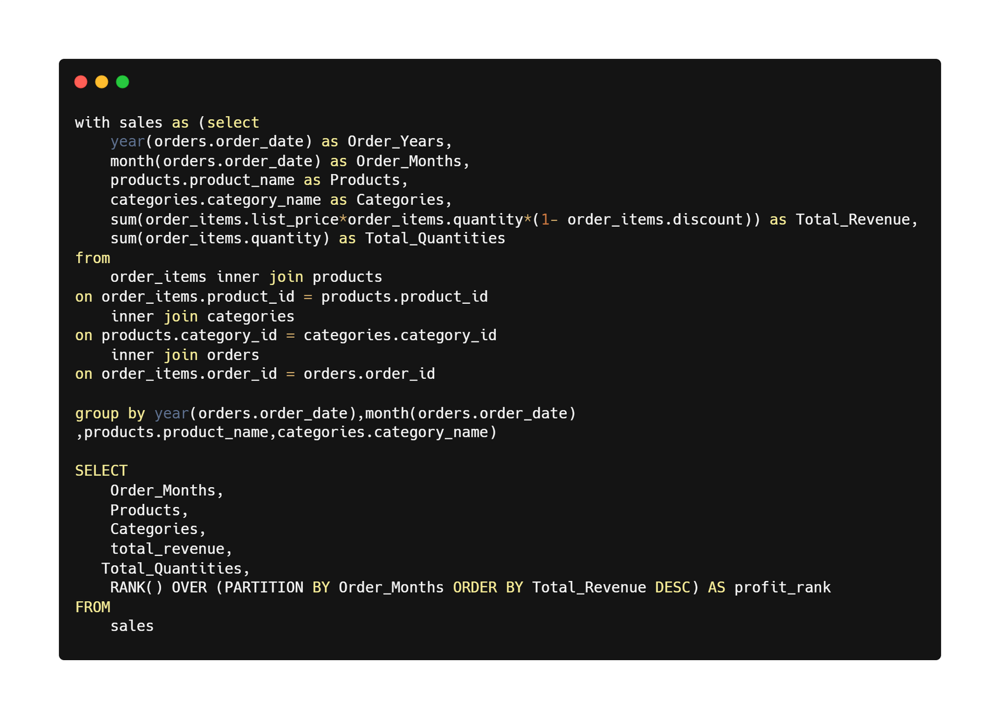 with sales as (select
    year(orders.order_date) as Order_Years,
    month(orders.order_date) as Order_Months,
    products.product_name as Products,
    categories.category_name as Categories,
    sum(order_items.list_price*order_items.quantity*(1- order_items.discount)) as Total_Revenue,
    sum(order_items.quantity) as Total_Quantities
from
    order_items inner join products
on order_items.product_id = products.product_id
    inner join categories
on products.category_id = categories.category_id
    inner join orders
on order_items.order_id = orders.order_id

group by year(orders.order_date),month(orders.order_date)
,products.product_name,categories.category_name)

SELECT
    Order_Months,
    Products,
    Categories,
    total_revenue,
   Total_Quantities,
    RANK() OVER (PARTITION BY Order_Months ORDER BY Total_Revenue DESC) AS profit_rank
FROM
    sales